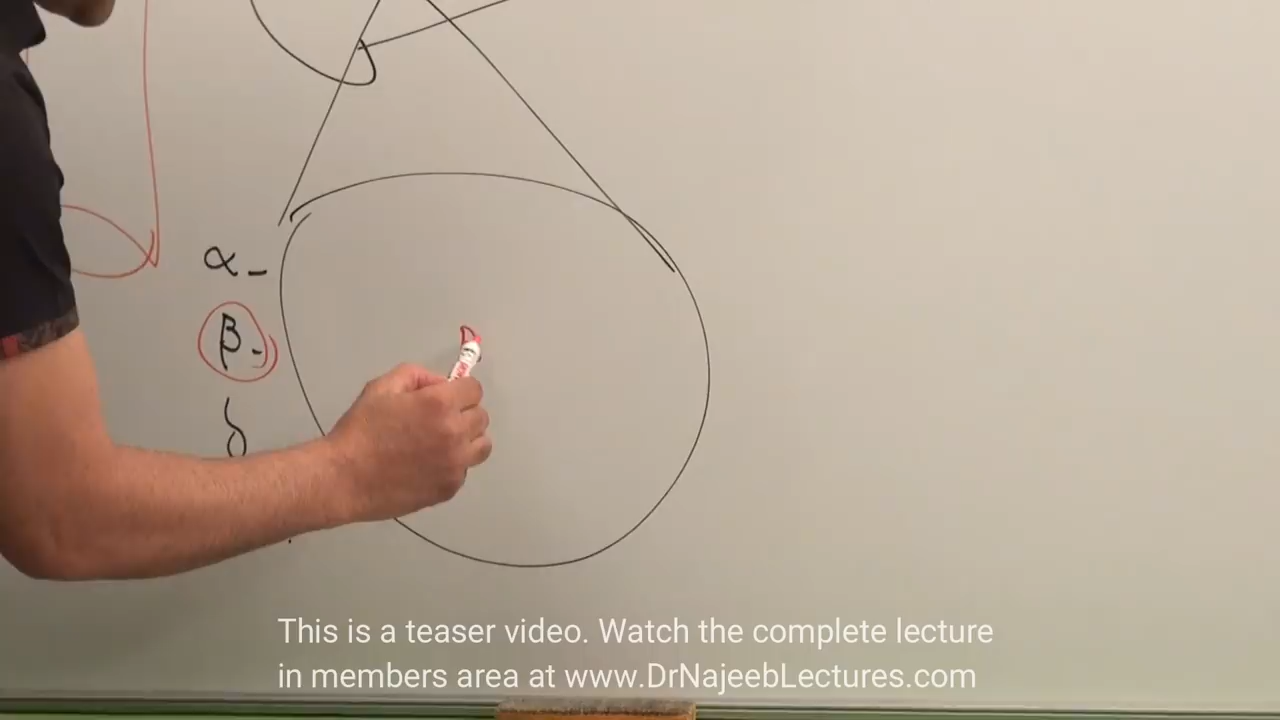 α -
β -
δ
This is a teaser video. Watch the complete lecture
in members area at www.DrNajeebLectures.com